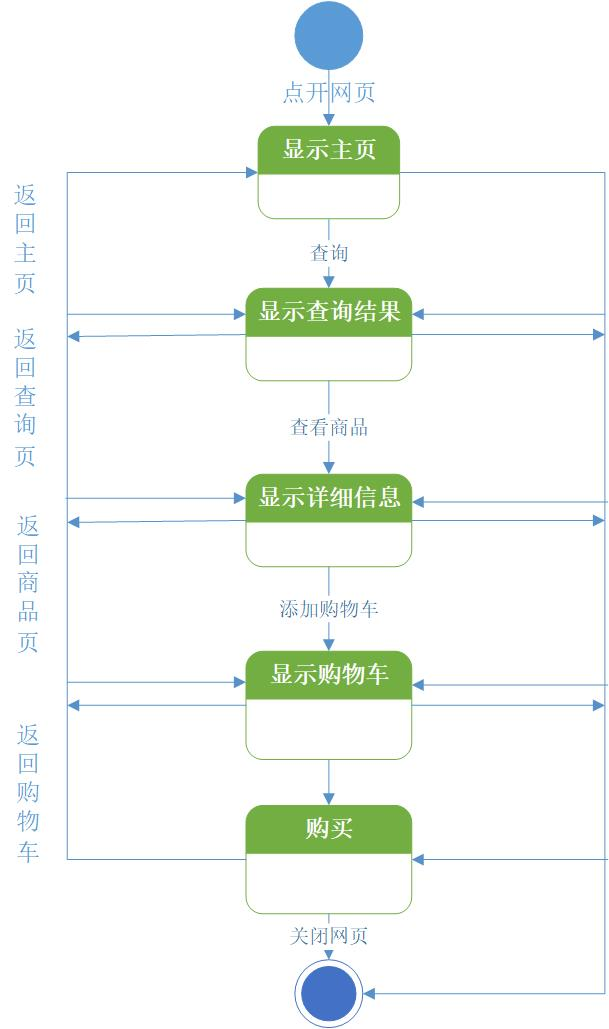 点开网页
显示主页
返回主页
查询
显示查询结果
返回查询页
查看商品
显示详细信息
返回商品页
添加购物车
显示购物车
返回购物车
购买
关闭网页